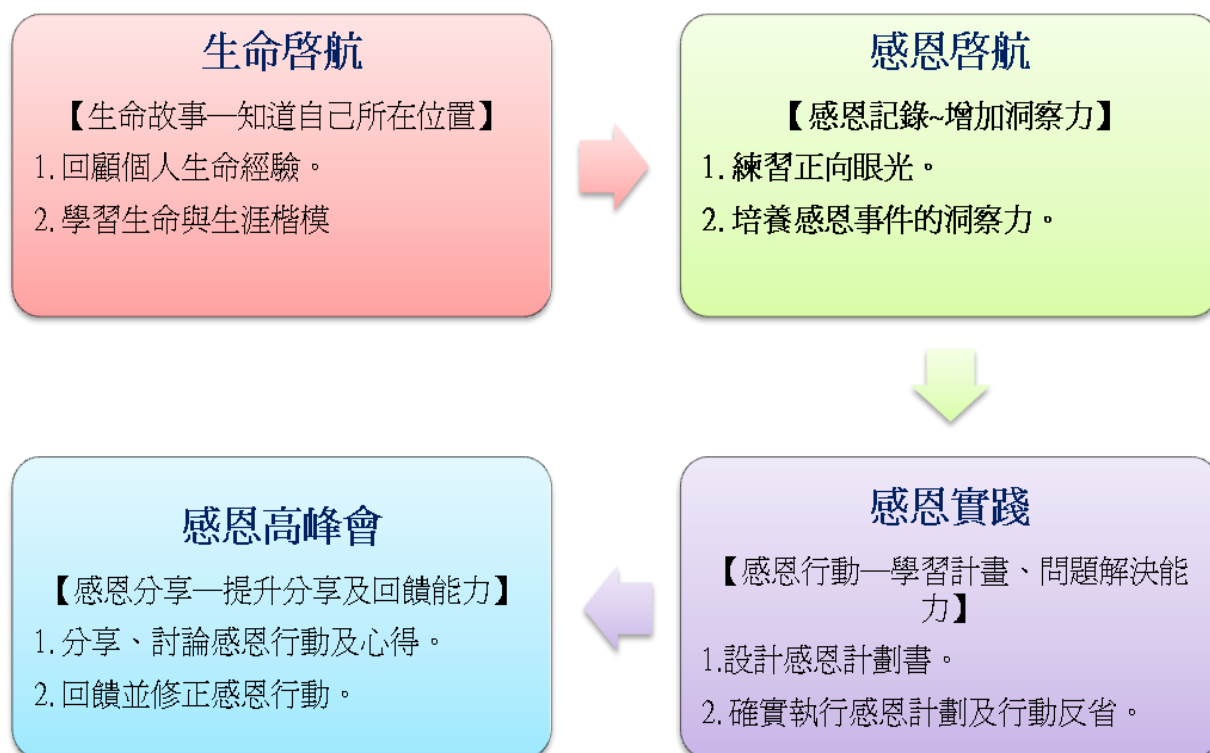 生命啓航
【生命故事—知道自己所在位置】
1. 回顧個人生命經驗。
2. 學習生命與生涯楷模
感恩啓航
【感恩記錄~增加洞察力】
1. 練習正向眼光。
2. 培養感恩事件的洞察力。
感恩實踐
【感恩行動—學習計畫、問題解決能
力】
1.設計感恩計劃書。
2. 確實執行感恩計劃及行動反省。
感恩高峰會
【感恩分享—提升分享及回饋能力】
1. 分享、討論感恩行動及心得。
2. 回饋並修正感恩行動。